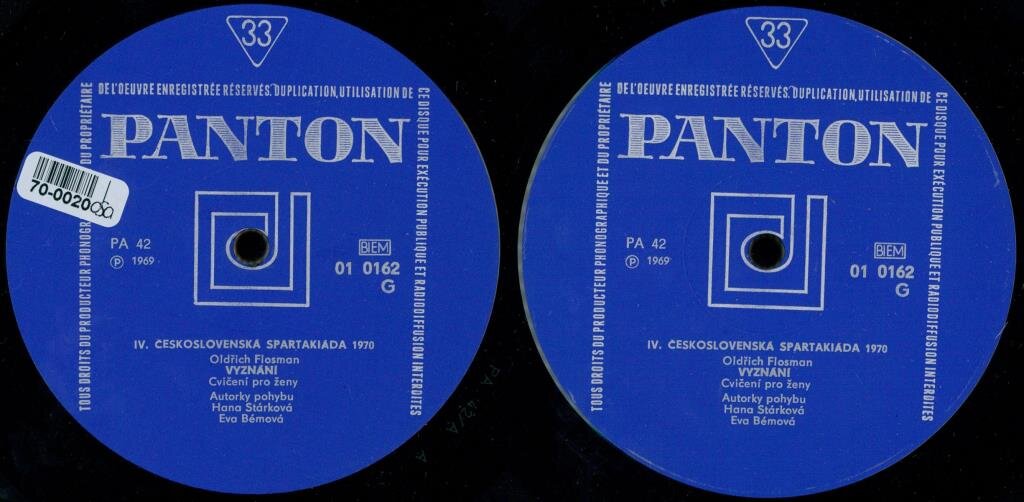 33
DE L'OEUVRE ENREGISTRÉE RÉSERVÉS. DUPLICATION, UTILISATION DE
CE DISQUE POUR EXÉCUTION PUBLIQUE ET RADIODIFFUSION INTERDITES
TOUS DROITS DU PRODUCTEUR PHONOGR DU PROPRIÉTAIRE
PANTON
70-0020
PA 42
Ⓟ 1969
BIEM
01 0162
G
IV. ČESKOSLOVENSKÁ SPARTAKIÁDA 1970
Oldřich Flosman
VYZNÁNÍ
Cvičení pro ženy
Autorky pohybu
Hana Stárková
Eva Bémová
PA 42/A A
33
DE L'OEUVRE ENREGISTRÉE RÉSERVÉS. DUPLICATION, UTILISATION DE
CE DISQUE POUR EXÉCUTION PUBLIQUE ET RADIODIFFUSION INTERDITES
TOUS DROITS DU PRODUCTEUR PHONOGRAPHIQUE ET DU PROPRIÉTAIRE
PANTON
PA 42
Ⓟ 1969
BIEM
01 0162
G
IV. ČESKOSLOVENSKÁ SPARTAKIÁDA 1970
Oldřich Flosman
VYZNÁNÍ
Cvičení pro ženy
Autorky pohybu
Hana Stárková
Eva Bémová